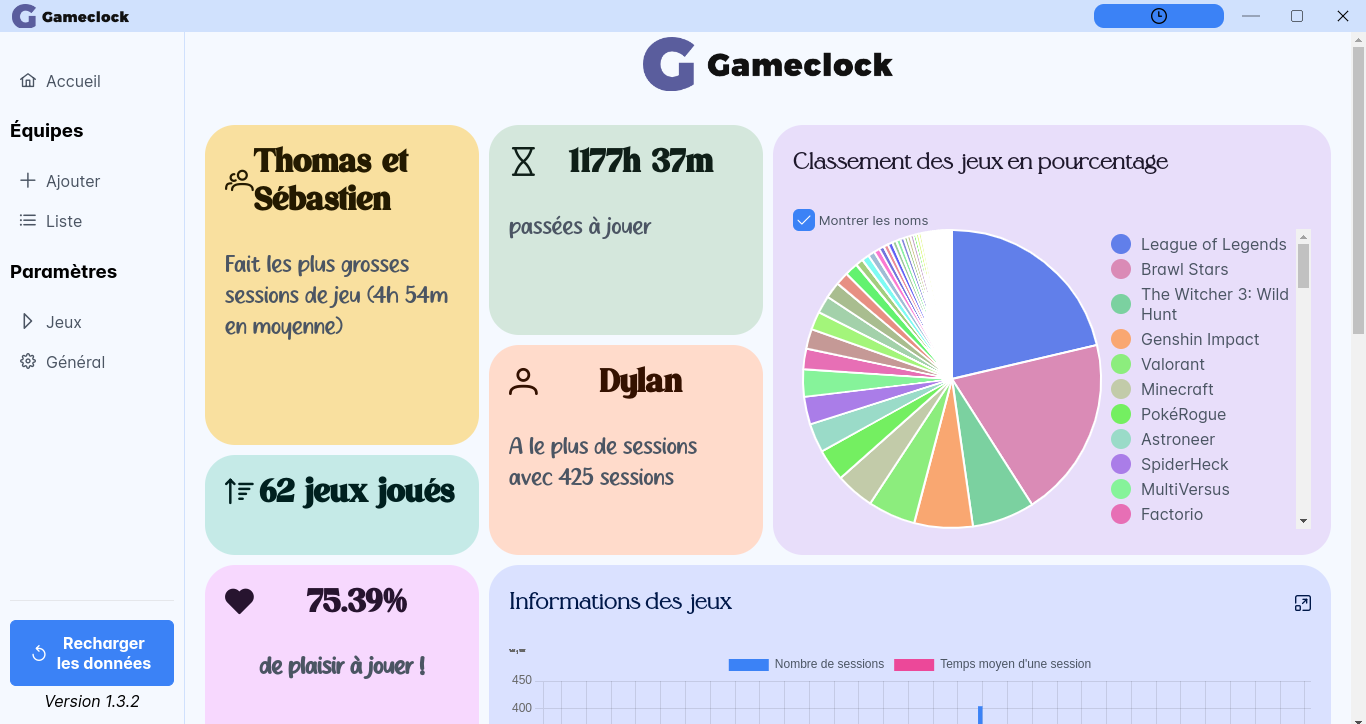 Gameclock
Accueil
Équipes
Ajouter
Liste
Paramètres
Jeux
Général
Recharger
les données
Version 1.3.2
Gameclock
Thomas et
Sébastien
Fait les plus grosses
sessions de jeu (4h 54m
en moyenne)
1177h 37m
passées à jouer
62 jeux joués
Dylan
A le plus de sessions
avec 425 sessions
Classement des jeux en pourcentage
Montrer les noms
League of Legends
Brawl Stars
The Witcher 3: Wild
Hunt
Genshin Impact
Valorant
Minecraft
PokéRogue
Astroneer
SpiderHeck
MultiVersus
Factorio
75.39%
de plaisir à jouer !
Informations des jeux
Nombre de sessions
Temps moyen d'une session
450
400